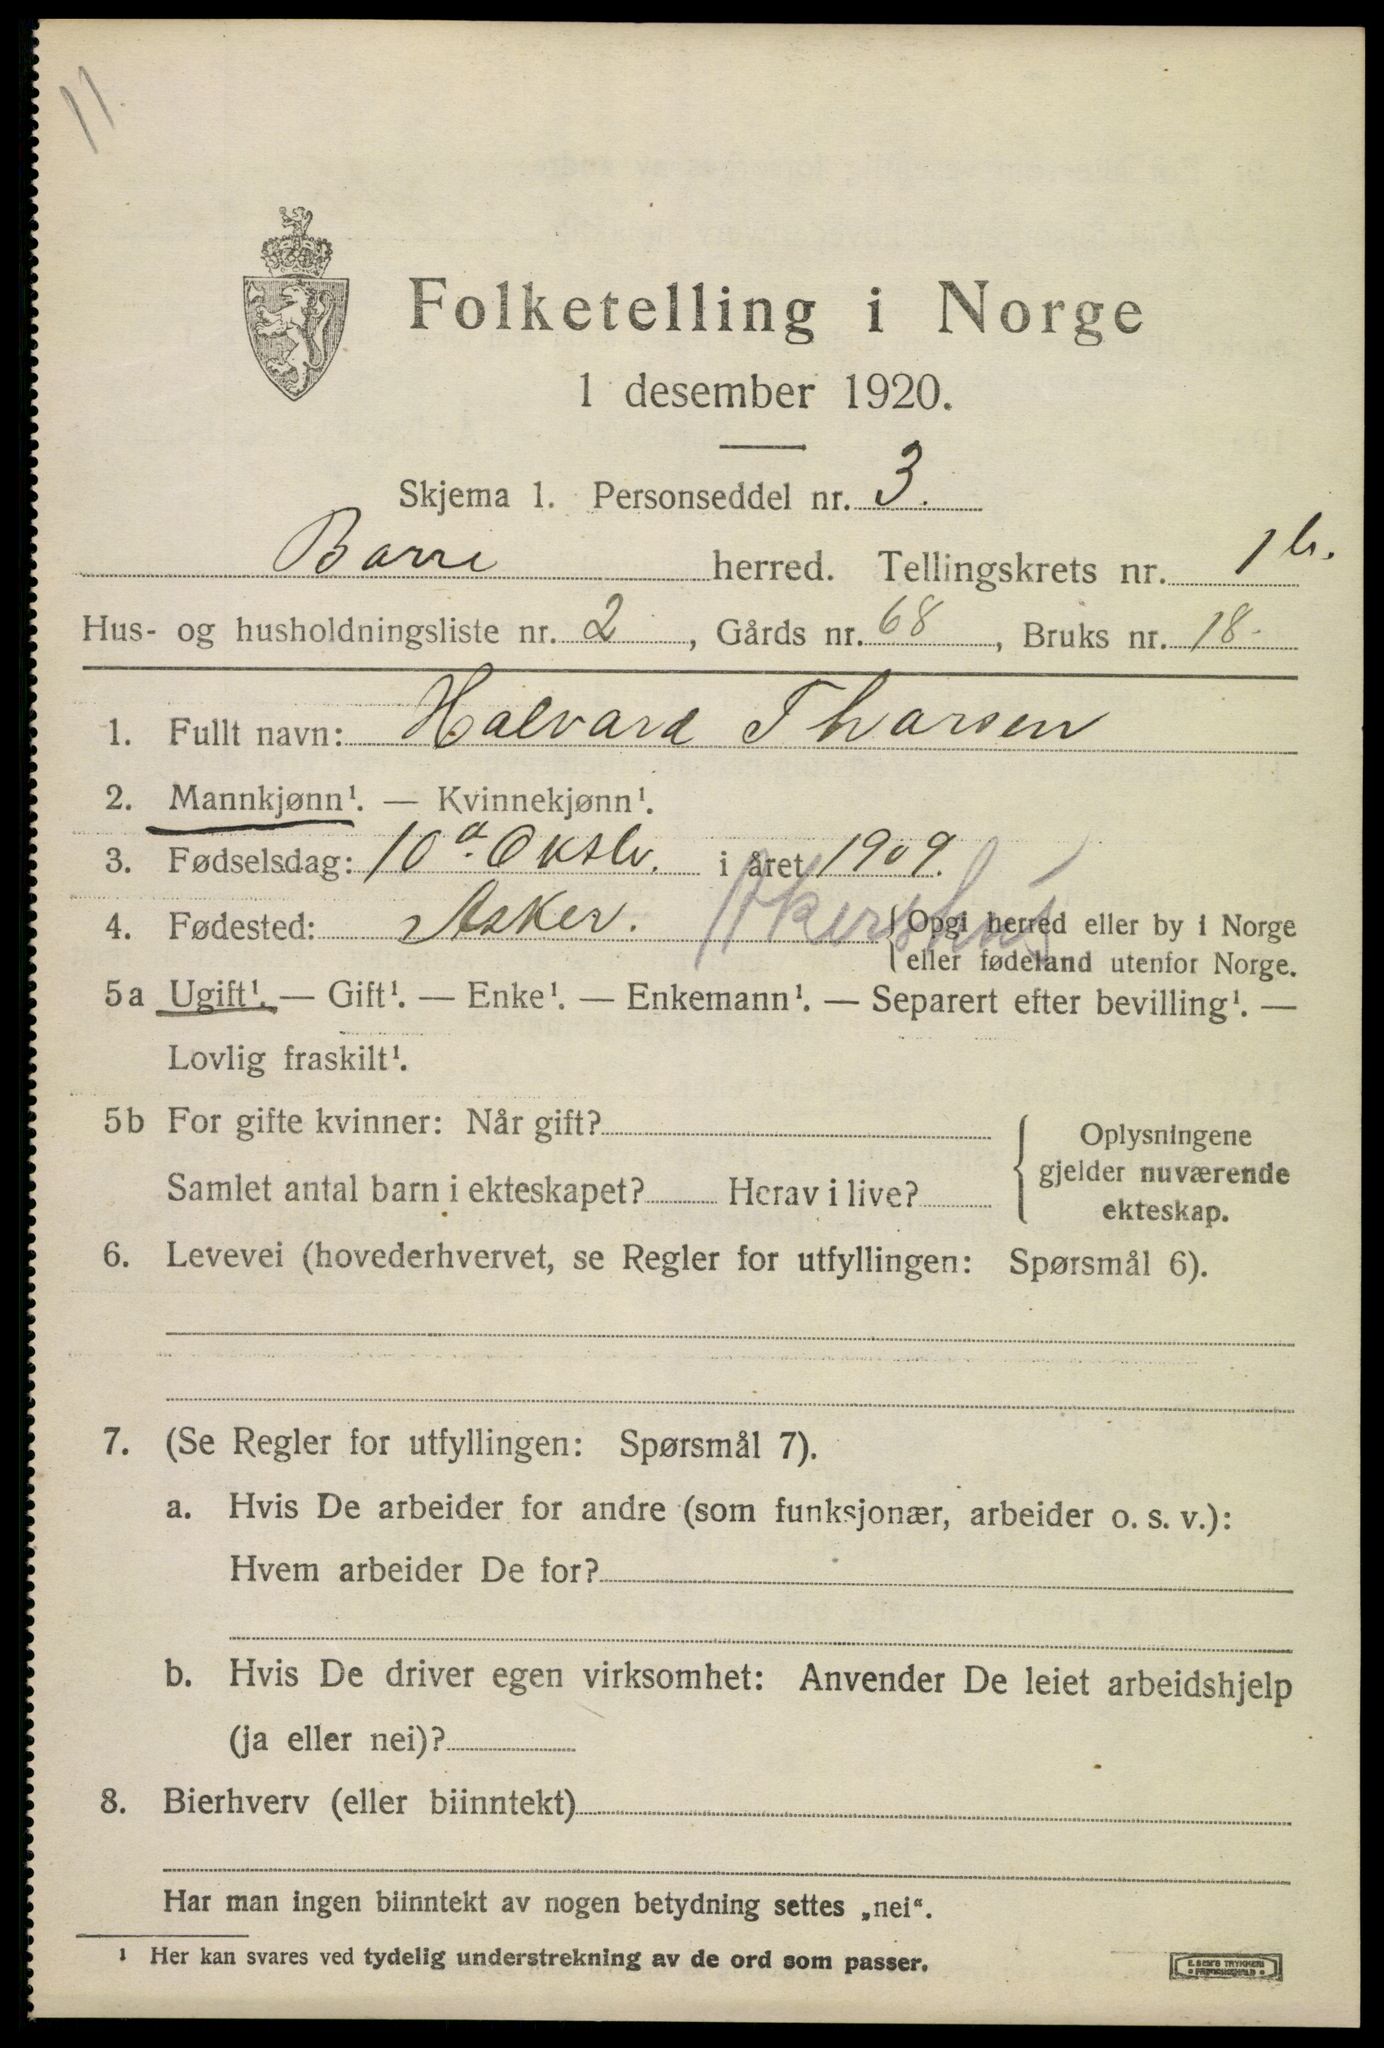 11.
Folketelling i Norge
1 desember 1920.
Skjema 1. Personseddel nr. 3.
Borre herred. Tellingskrets nr. 1 b.
Hus- og husholdningsliste nr. 2, Gårds nr. 68, Bruks nr. 18.
1. Fullt navn: Halvard Thorsen
2. Mannkjønn¹. — Kvinnekjønn¹.
3. Fødselsdag: 10 Oktbr. i året 1909.
4. Fødested: Asker. Akershus {Opgi herred eller by i Norge
eller fødeland utenfor Norge.
5a Ugift¹. — Gift¹. — Enke¹. — Enkemann¹. — Separert efter bevilling¹. —
Lovlig fraskilt¹.
5b For gifte kvinner: Når gift? { Oplysningene
gjelder nuværende
Samlet antal barn i ekteskapet? Herav i live?
ekteskap.
6. Levevei (hovederhvervet, se Regler for utfyllingen: Spørsmål 6).
7. (Se Regler for utfyllingen: Spørsmål 7).
a. Hvis De arbeider for andre (som funksjonær, arbeider o. s. v.):
Hvem arbeider De for?
b. Hvis De driver egen virksomhet: Anvender De leiet arbeidshjelp
(ja eller nei)?
8. Bierhverv (eller biinntekt)
Har man ingen biinntekt av nogen betydning settes „nei“.
¹ Her kan svares ved tydelig understrekning av de ord som passer.